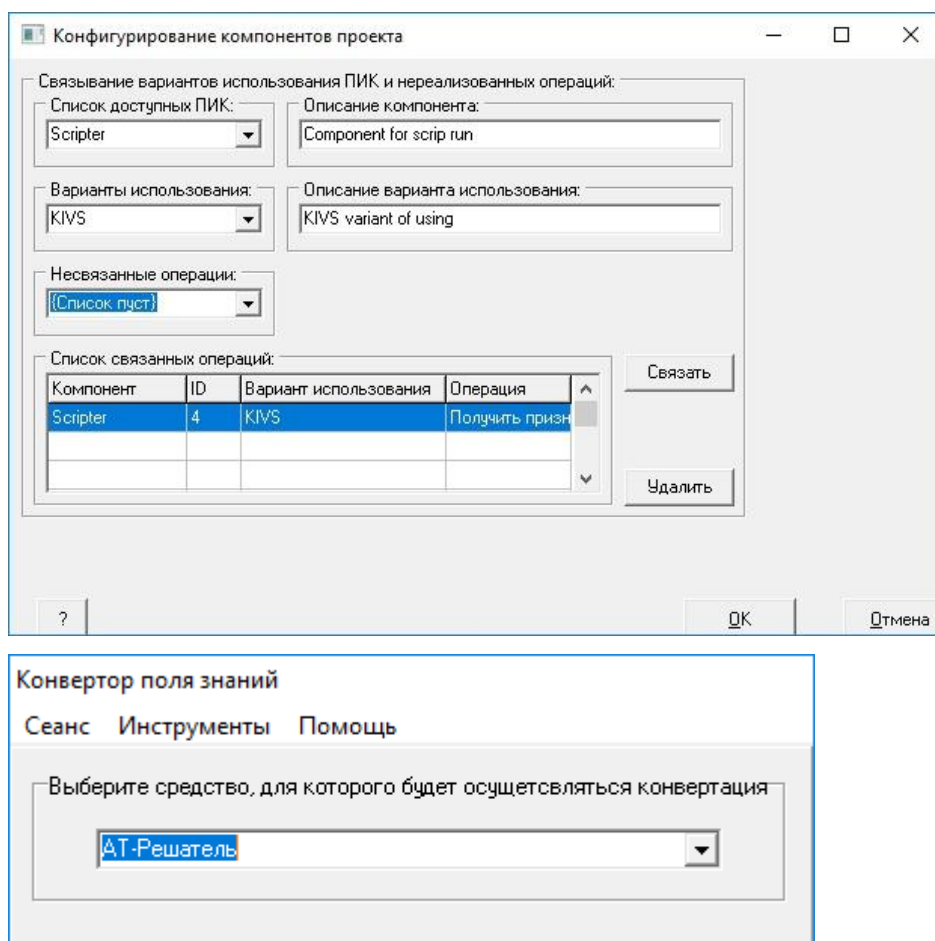 Конфигурирование компонентов проекта
Связывание вариантов использования ПИК и нереализованных операций:
Список доступных ПИК:
Описание компонента:
Scripter
Component for scrip run
Варианты использования:
Описание варианта использования:
KIVS
KIVS variant of using
Несвязанные операции:
{Список пуст}
Список связанных операций:
Связать
Компонент ID Вариант использования Операция
Scripter 4 KIVS Получить призн
Удалить
? OK Отмена
Конвертор поля знаний
Сеанс Инструменты Помощь
Выберите средство, для которого будет осущетсвляться конвертация
АТ-Решатель